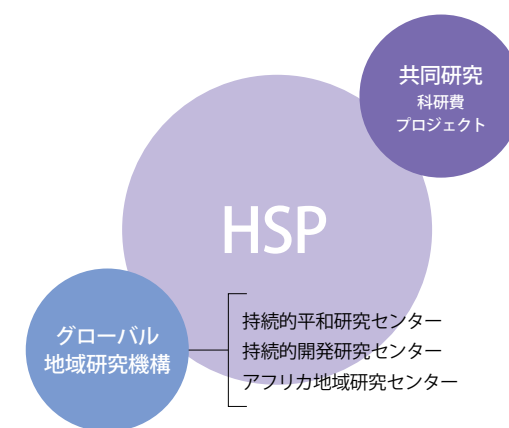 共同研究
科研費
プロジェクト
HSP
グローバル
地域研究機構
持続的平和研究センター
持続的開発研究センター
アフリカ地域研究センター